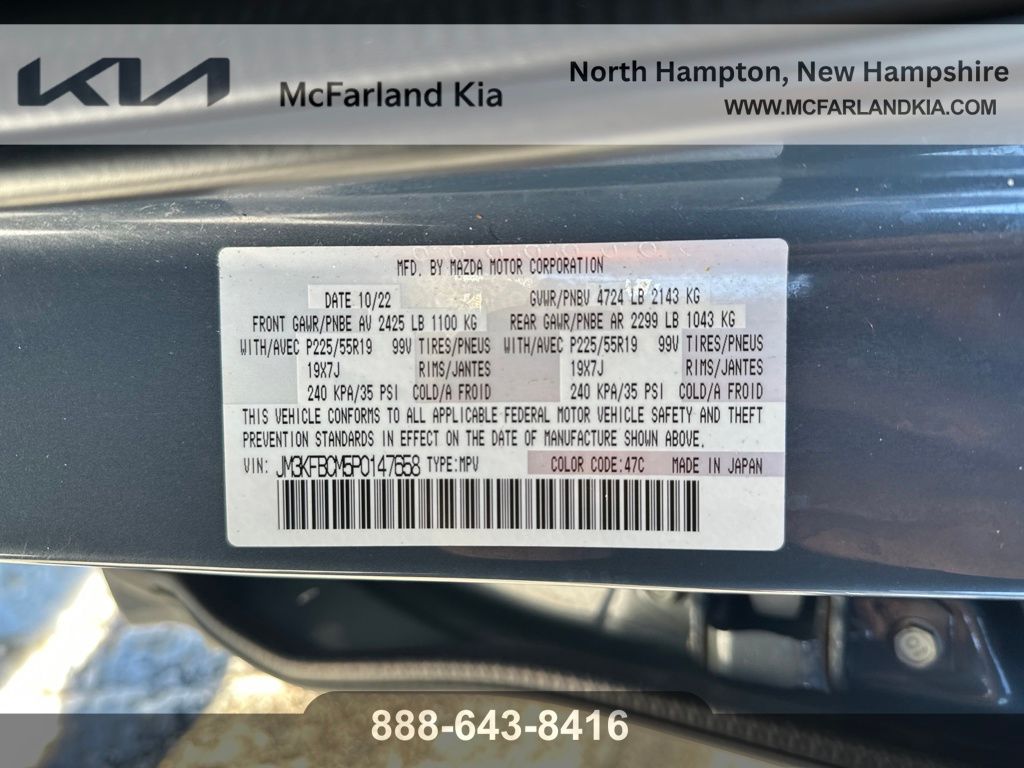 KIA
McFarland Kia
North Hampton, New Hampshire
WWW.MCFARLANDKIA.COM
MFD. BY MAZDA MOTOR CORPORATION
DATE 10/22 GVWR/PNBV 4724 LB 2143 KG
FRONT GAWR/PNBE AV 2425 LB 1100 KG REAR GAWR/PNBE AR 2299 LB 1043 KG
WITH/AVEC P225/55R19 99V TIRES/PNEUS WITH/AVEC P225/55R19 99V TIRES/PNEUS
19X7J RIMS/JANTES 19X7J RIMS/JANTES
240 KPA/35 PSI COLD/A FROID 240 KPA/35 PSI COLD/A FROID
THIS VEHICLE CONFORMS TO ALL APPLICABLE FEDERAL MOTOR VEHICLE SAFETY AND THEFT
PREVENTION STANDARDS IN EFFECT ON THE DATE OF MANUFACTURE SHOWN ABOVE.
VIN: JM3KFBCM5P0147658 TYPE:MPV COLOR CODE:47C MADE IN JAPAN
888-643-8416